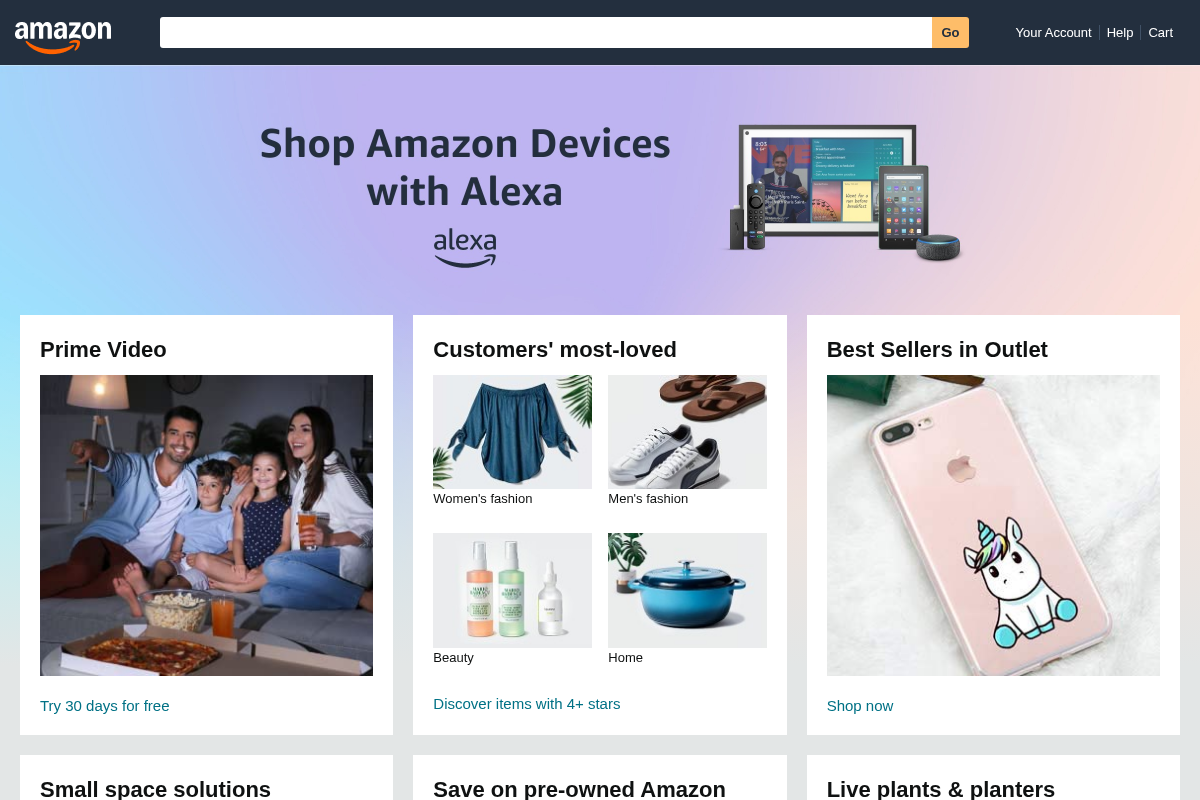 amazon
Go
Your Account
Help
Cart
Shop Amazon Devices
with Alexa
alexa
8:03
Prime Video
Customers' most-loved
Best Sellers in Outlet
Women's fashion
Men's fashion
Beauty
Home
Try 30 days for free
Discover items with 4+ stars
Shop now
Small space solutions
Save on pre-owned Amazon
Live plants & planters